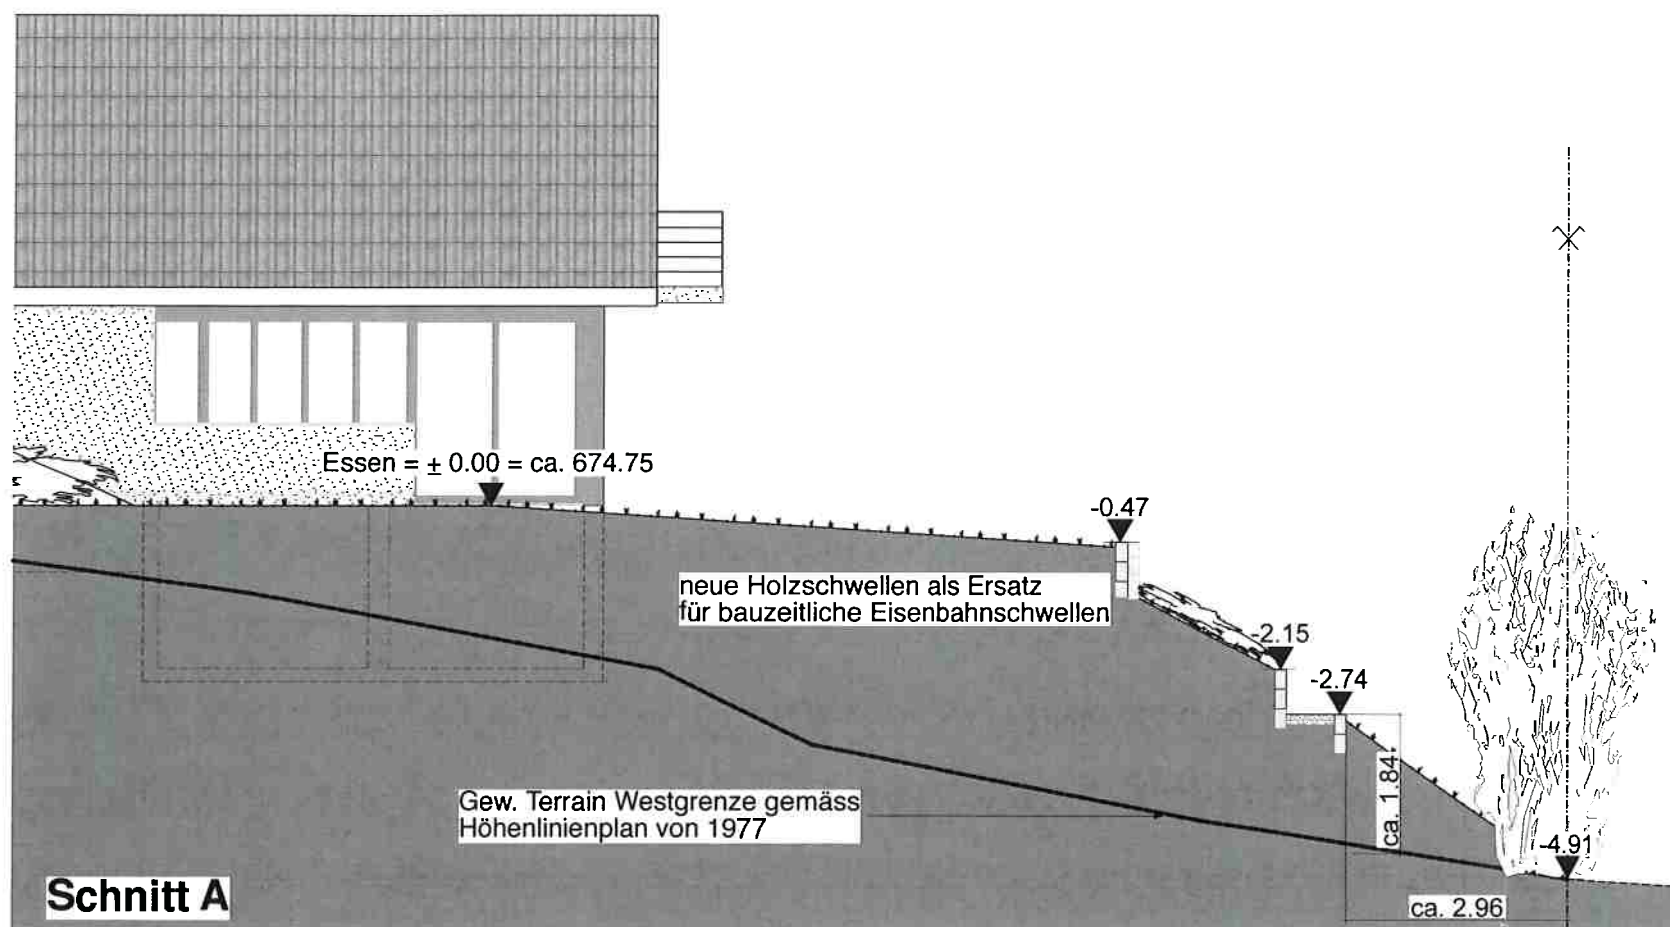 Essen = ± 0.00 = ca. 674.75
-0.47
neue Holzschwellen als Ersatz
für bauzeitliche Eisenbahnschwellen
-2.15
-2.74
ca. 1.84
Gew. Terrain Westgrenze gemäss
Höhenlinienplan von 1977
-4.91
Schnitt A
ca. 2.96